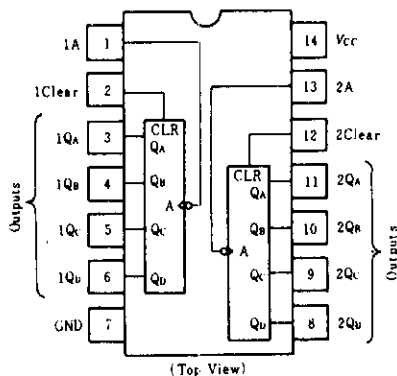 1A 1 14 VCC
1Clear 2 13 2A
CLR 12 2Clear
1QA 3 QA CLR
1QB 4 QB QA 11 2QA
A QB 10 2QB
1QC 5 QC A
QC 9 2QC
1QD 6 QD
GND 7 QD 8 2QD
Outputs
Outputs
(Top View)